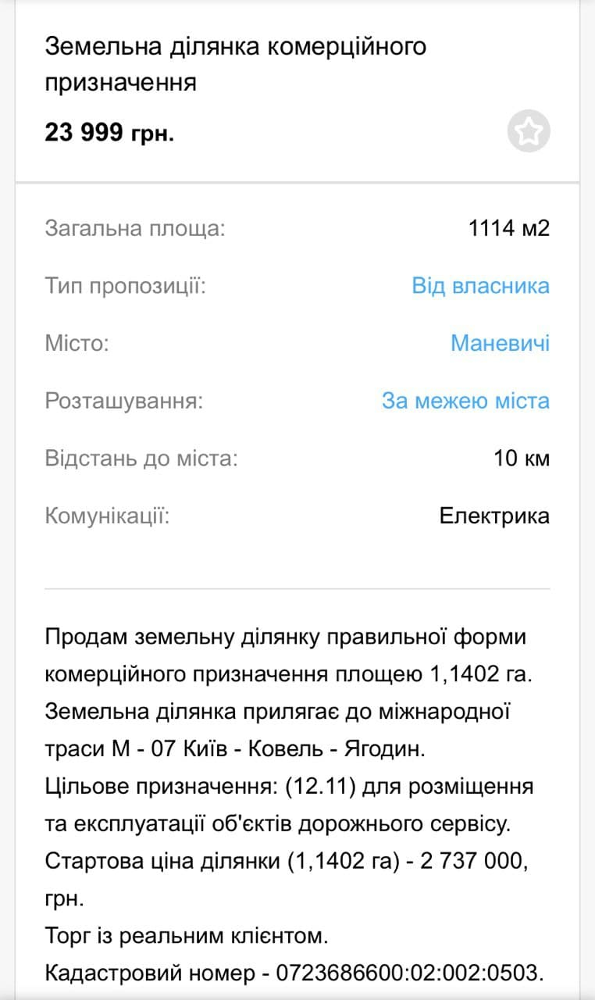 Земельна ділянка комерційного
призначення
23 999 грн.
Загальна площа: 1114 м2
Тип пропозиції: Від власника
Місто: Маневичі
Розташування: За межею міста
Відстань до міста: 10 км
Комунікації: Електрика
Продам земельну ділянку правильної форми
комерційного призначення площею 1,1402 га.
Земельна ділянка прилягає до міжнародної
траси М - 07 Київ - Ковель - Ягодин.
Цільове призначення: (12.11) для розміщення
та експлуатації об'єктів дорожнього сервісу.
Стартова ціна ділянки (1,1402 га) - 2 737 000,
грн.
Торг із реальним клієнтом.
Кадастровий номер - 0723686600:02:002:0503.